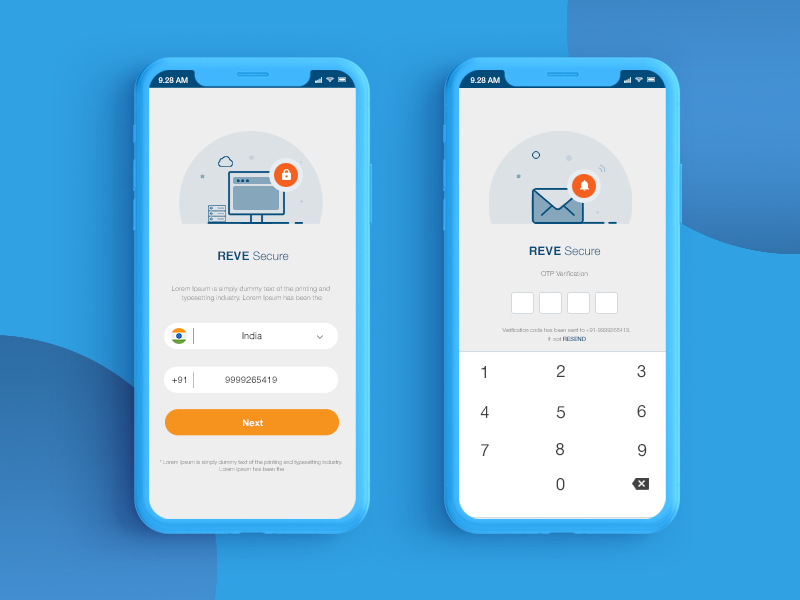 9.28 AM
REVE Secure
Lorem Ipsum is simply dummy text of the printing and
typesetting industry. Lorem Ipsum has been the.
India
+91 9999265419
Next
* Lorem Ipsum is simply dummy text of the printing and typesetting industry.
Lorem Ipsum has been the.
9.28 AM
REVE Secure
OTP Verification
Verification code has been sent to +91-9999265419.
If not RESEND
1 2 3
4 5 6
7 8 9
0